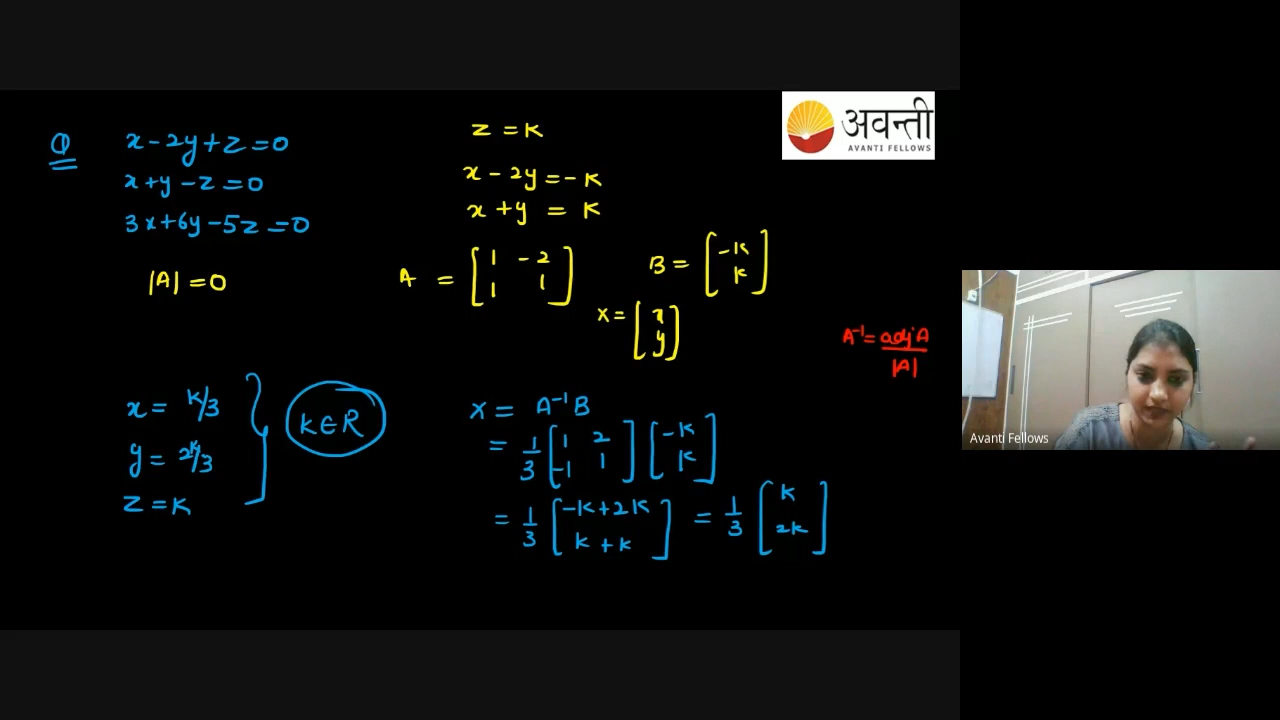 Q
x - 2y + z = 0
x + y - z = 0
3x + 6y - 5z = 0
|A| = 0
x = k/3
y = 2k/3
z = k
k ∈ R
z = k
x - 2y = -k
x + y = k
A = [1 -2
1 1]
B = [-k
k]
X = [x
y]
X = A⁻¹B
= 1/3 [1 2
-1 1] [-k
k]
= 1/3 [-k + 2k
k + k] = 1/3 [k
2k]
A⁻¹ = adj A
|A|
अवन्ती
AVANTI FELLOWS
Avanti Fellows